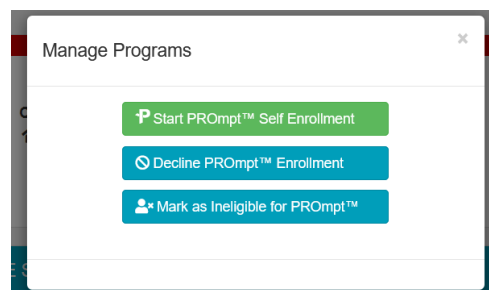 Manage Programs
×
Start PROmpt™ Self Enrollment
Decline PROmpt™ Enrollment
Mark as Ineligible for PROmpt™